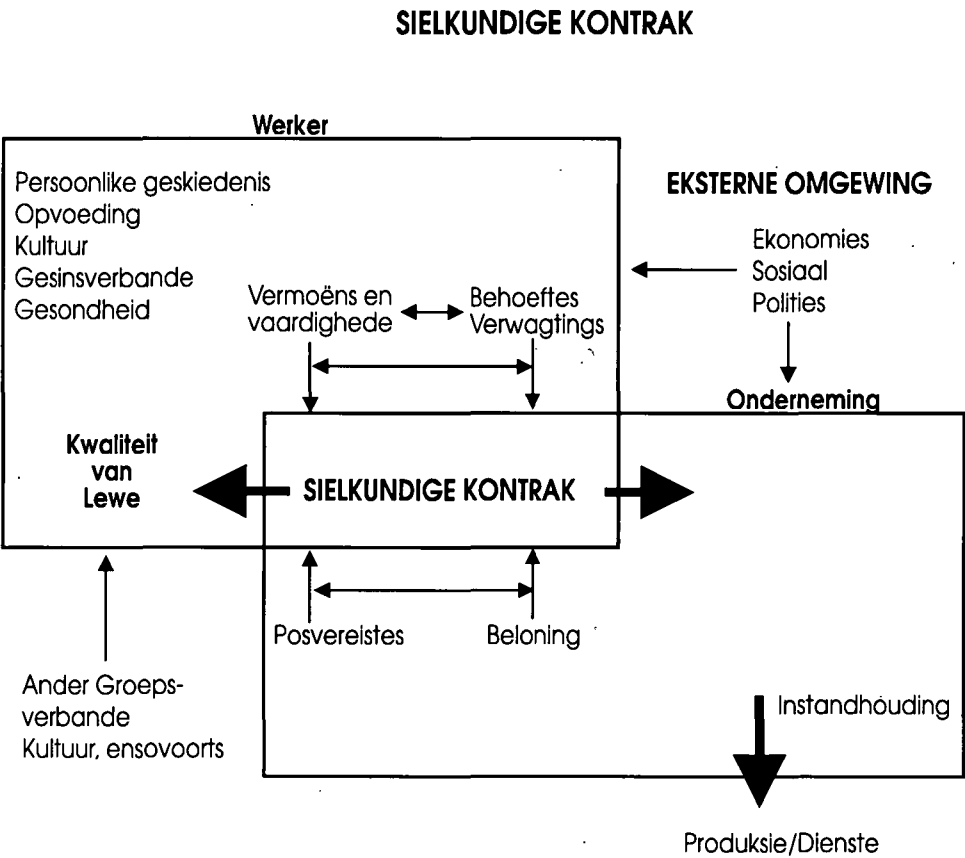 SIELKUNDIGE KONTRAK
Werker
Persoonlike geskiedenis
Opvoeding
Kultuur
Gesinsverbande
Gesondheid
Vermoëns en
vaardighede
Behoeftes
Verwagtings
EKSTERNE OMGEWING
Ekonomies
Sosiaal
Polities
Onderneming
Kwaliteit
van
Lewe
SIELKUNDIGE KONTRAK
Posvereistes
Beloning
Ander Groeps-
verbande
Kultuur, ensovoorts
Instandhouding
Produksie/Dienste